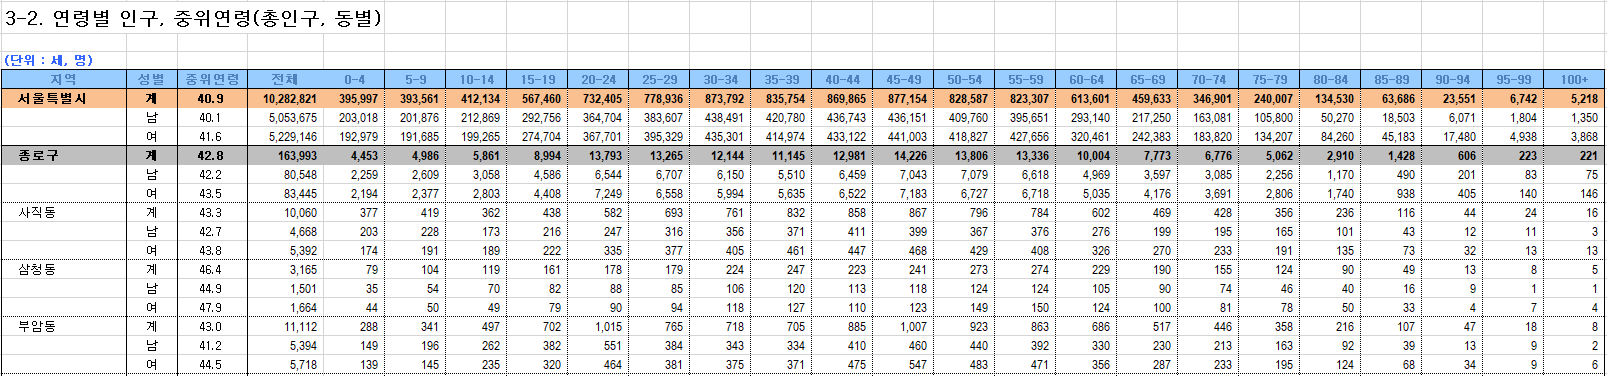 3-2. 연령별 인구, 중위연령(총인구, 동별)
(단위 : 세, 명)
지역 성별 중위연령 전체 0-4 5-9 10-14 15-19 20-24 25-29 30-34 35-39 40-44 45-49 50-54 55-59 60-64 65-69 70-74 75-79 80-84 85-89 90-94 95-99 100+
서울특별시 계 40.9 10,282,821 395,997 393,561 412,134 567,460 732,405 778,936 873,792 835,754 869,865 877,154 828,587 823,307 613,601 459,633 346,901 240,007 134,530 63,686 23,551 6,742 5,218
남 40.1 5,053,675 203,018 201,876 212,869 292,756 364,704 383,607 438,491 420,780 436,743 436,151 409,760 395,651 293,140 217,250 163,081 105,800 50,270 18,503 6,071 1,804 1,350
여 41.6 5,229,146 192,979 191,685 199,265 274,704 367,701 395,329 435,301 414,974 433,122 441,003 418,827 427,656 320,461 242,383 183,820 134,207 84,260 45,183 17,480 4,938 3,868
종로구 계 42.8 163,993 4,453 4,986 5,861 8,994 13,793 13,265 12,144 11,145 12,981 14,226 13,806 13,336 10,004 7,773 6,776 5,062 2,910 1,428 606 223 221
남 42.2 80,548 2,259 2,609 3,058 4,586 6,544 6,707 6,150 5,510 6,459 7,043 7,079 6,618 4,969 3,597 3,085 2,256 1,170 490 201 83 75
여 43.5 83,445 2,194 2,377 2,803 4,408 7,249 6,558 5,994 5,635 6,522 7,183 6,727 6,718 5,035 4,176 3,691 2,806 1,740 938 405 140 146
사직동 계 43.3 10,060 377 419 362 438 582 693 761 832 858 867 796 784 602 469 428 356 236 116 44 24 16
남 42.7 4,668 203 228 173 216 247 316 356 371 411 399 367 376 276 199 195 165 101 43 12 11 3
여 43.8 5,392 174 191 189 222 335 377 405 461 447 468 429 408 326 270 233 191 135 73 32 13 13
삼청동 계 46.4 3,165 79 104 119 161 178 179 224 247 223 241 273 274 229 190 155 124 90 49 13 8 5
남 44.9 1,501 35 54 70 82 88 85 106 120 113 118 124 124 105 90 74 46 40 16 9 1 1
여 47.9 1,664 44 50 49 79 90 94 118 127 110 123 149 150 124 100 81 78 50 33 4 7 4
부암동 계 43.0 11,112 288 341 497 702 1,015 765 718 705 885 1,007 923 863 686 517 446 358 216 107 47 18 8
남 41.2 5,394 149 196 262 382 551 384 343 334 410 460 440 392 330 230 213 163 92 39 13 9 2
여 44.5 5,718 139 145 235 320 464 381 375 371 475 547 483 471 356 287 233 195 124 68 34 9 6